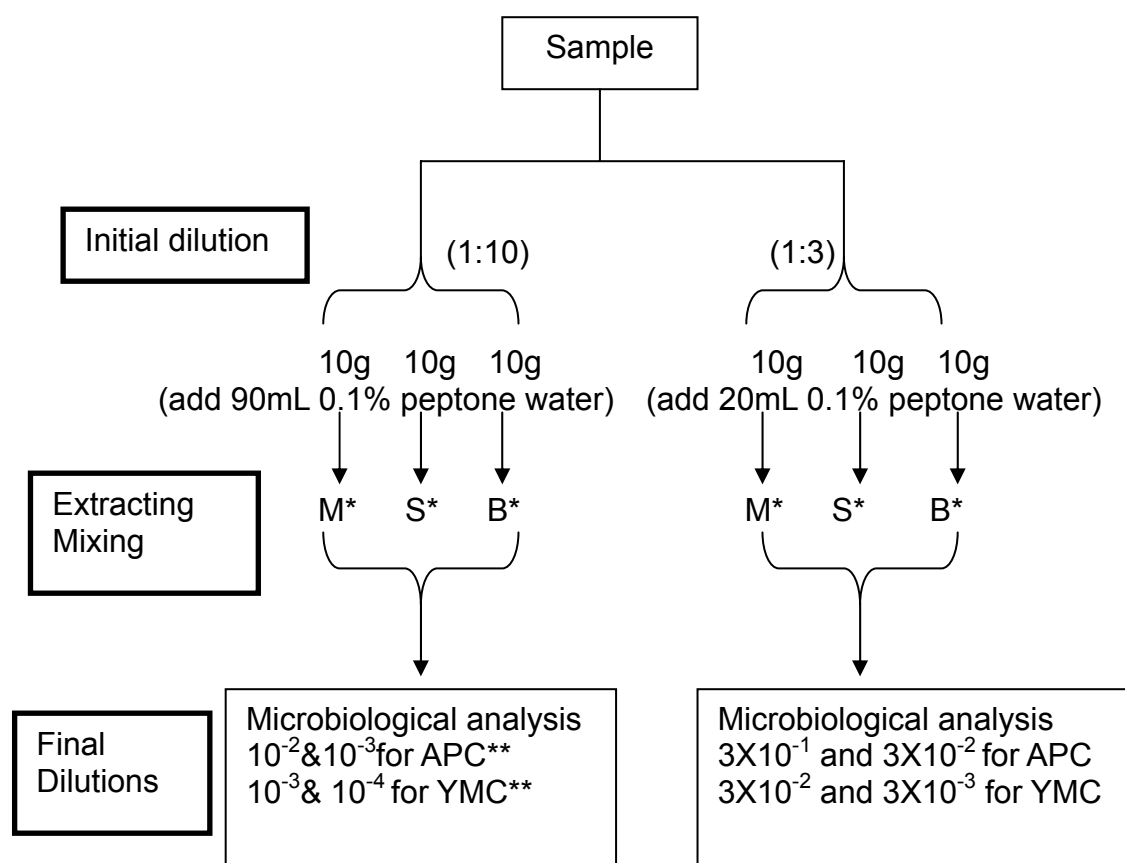 Sample
Initial dilution
(1:10)
(1:3)
10g 10g 10g
(add 90mL 0.1% peptone water)
10g 10g 10g
(add 20mL 0.1% peptone water)
Extracting
Mixing
M* S* B*
M* S* B*
Final
Dilutions
Microbiological analysis
10⁻²&10⁻³for APC**
10⁻³& 10⁻⁴ for YMC**
Microbiological analysis
3X10⁻¹ and 3X10⁻² for APC
3X10⁻² and 3X10⁻³ for YMC